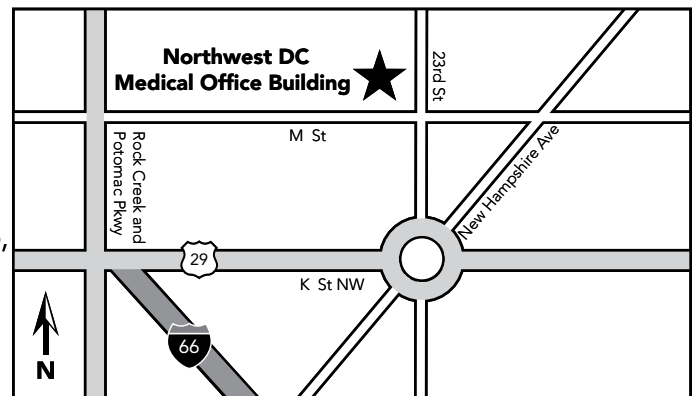 Northwest DC
Medical Office Building
23rd St
M St
Rock Creek and
Potomac Pkwy
New Hampshire Ave
29
K St NW
66
N
,